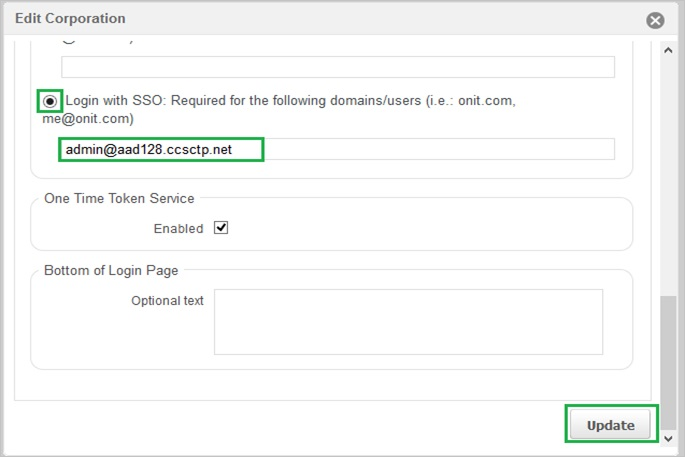 Edit Corporation
Login with SSO: Required for the following domains/users (i.e.: onit.com,
me@onit.com)
admin@aad128.ccsctp.net
One Time Token Service
Enabled
Bottom of Login Page
Optional text
Update